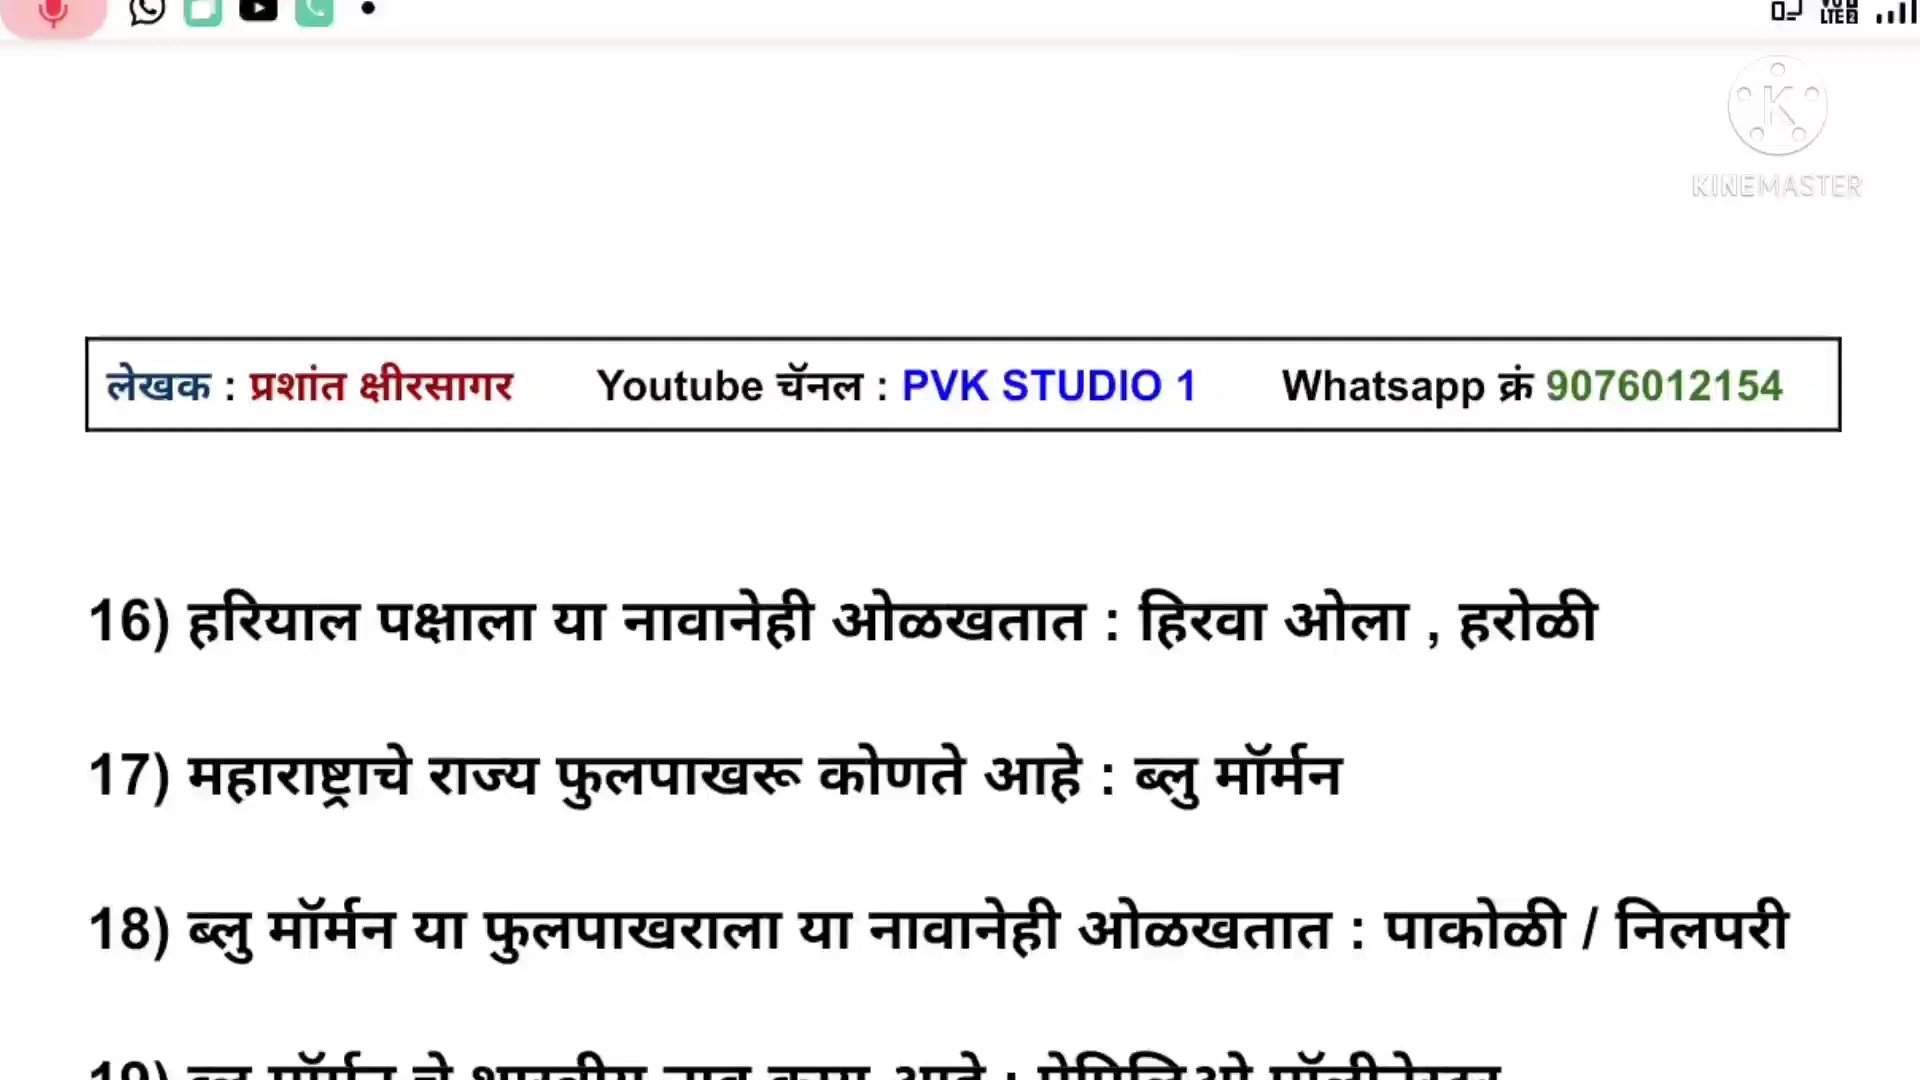 LTE2
KINEMASTER
लेखक : प्रशांत क्षीरसागर Youtube चॅनल : PVK STUDIO 1 Whatsapp क्रं 9076012154
16) हरियाल पक्षाला या नावानेही ओळखतात : हिरवा ओला , हरोळी
17) महाराष्ट्राचे राज्य फुलपाखरू कोणते आहे : ब्लु मॉर्मन
18) ब्लु मॉर्मन या फुलपाखराला या नावानेही ओळखतात : पाकोळी / निलपरी